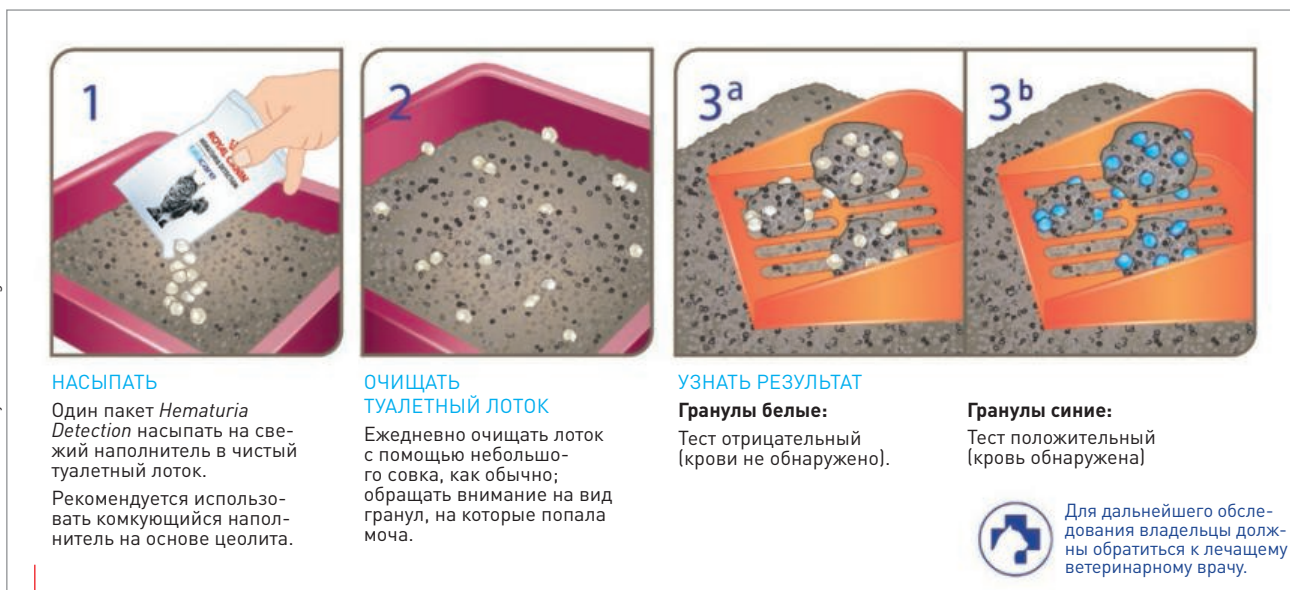 1
ROYAL CANIN
care
НАСЫПАТЬ
Один пакет Hematuria
Detection насыпать на све-
жий наполнитель в чистый
туалетный лоток.
Рекомендуется использо-
вать комкующийся напол-
нитель на основе цеолита.
2
ОЧИЩАТЬ
ТУАЛЕТНЫЙ ЛОТОК
Ежедневно очищать лоток
с помощью небольшо-
го совка, как обычно;
обращать внимание на вид
гранул, на которые попала
моча.
3a
3b
УЗНАТЬ РЕЗУЛЬТАТ
Гранулы белые:
Тест отрицательный
(крови не обнаружено).
Гранулы синие:
Тест положительный
(кровь обнаружена)
Для дальнейшего обсле-
дования владельцы долж-
ны обратиться к лечащему
ветеринарному врачу.